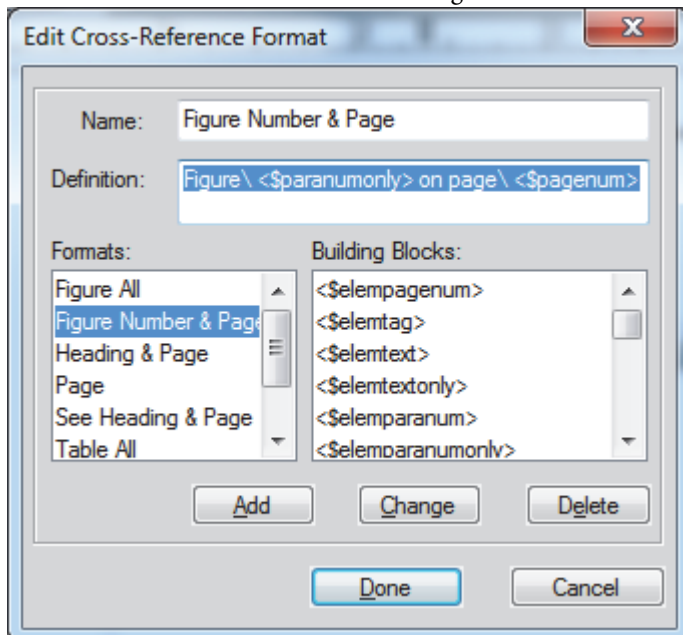 Edit Cross-Reference Format
Name: Figure Number & Page
Definition: Figure\ <$paranumonly> on page\ <$pagenum>
Formats: Building Blocks:
Figure All <$elempagenum>
Figure Number & Page <$elemtag>
Heading & Page <$elemtext>
Page <$elemtextonly>
See Heading & Page <$elemparanum>
Table All <$elemparanumonly>
Add Change Delete
Done Cancel